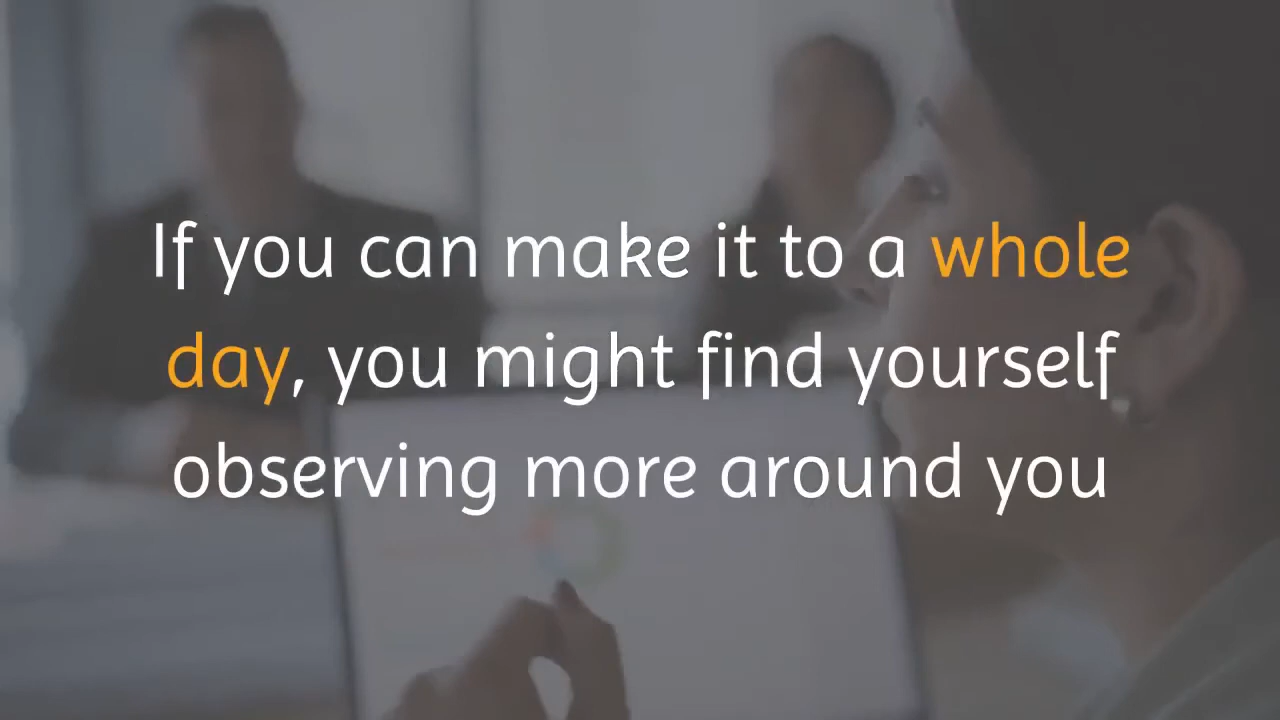 If you can make it to a whole
day, you might find yourself
observing more around you